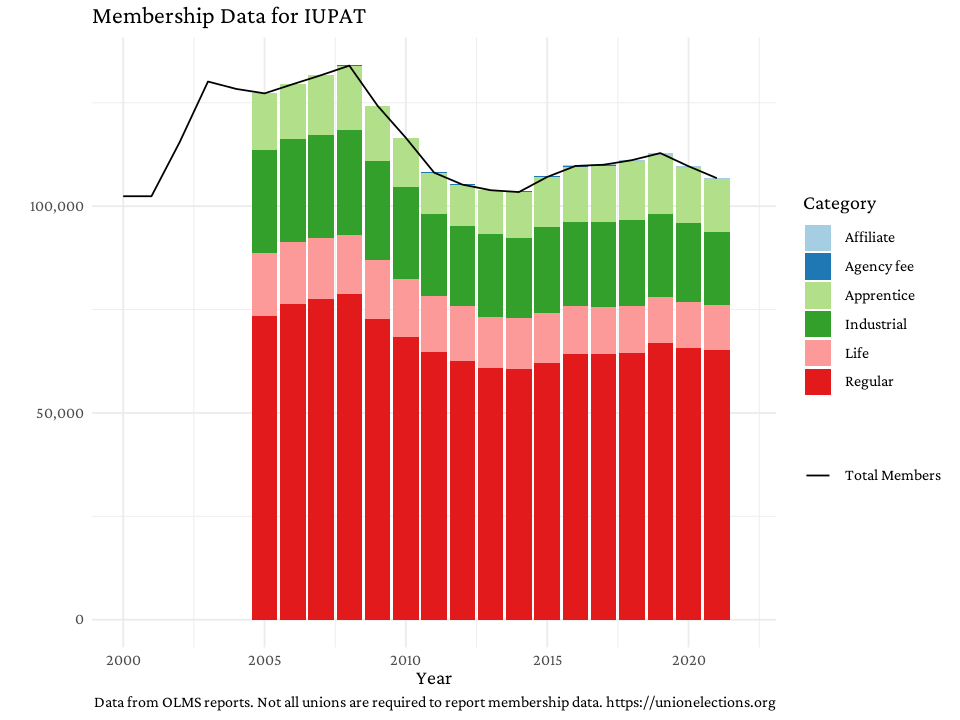 Membership Data for IUPAT
100,000
50,000
0
2000 2005 2010 2015 2020
Year
Category
Affiliate
Agency fee
Apprentice
Industrial
Life
Regular
Total Members
Data from OLMS reports. Not all unions are required to report membership data. https://unionelections.org